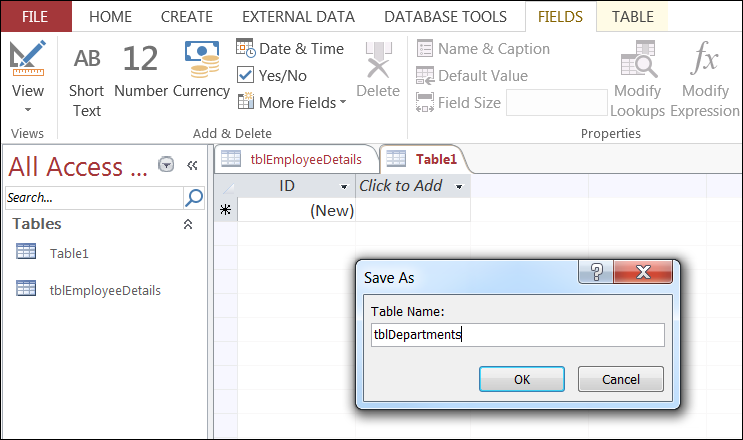 FILE HOME CREATE EXTERNAL DATA DATABASE TOOLS FIELDS TABLE
View
Views
AB
Short
Text
12
Number
Currency
Date & Time
Yes/No
More Fields
Delete
Add & Delete
Name & Caption
Default Value
Field Size
Modify
Lookups
fx
Modify
Expression
Properties
All Access ...
Search...
Tables
Table1
tblEmployeeDetails
tblEmployeeDetails Table1
ID Click to Add
(New)
Save As
Table Name:
tblDepartments
OK Cancel